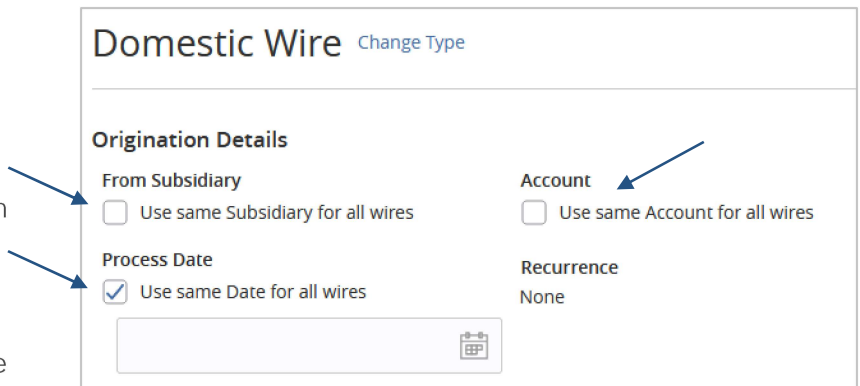 Domestic Wire Change Type
Origination Details
From Subsidiary
Use same Subsidiary for all wires
Account
Use same Account for all wires
Process Date
Use same Date for all wires
Recurrence
None